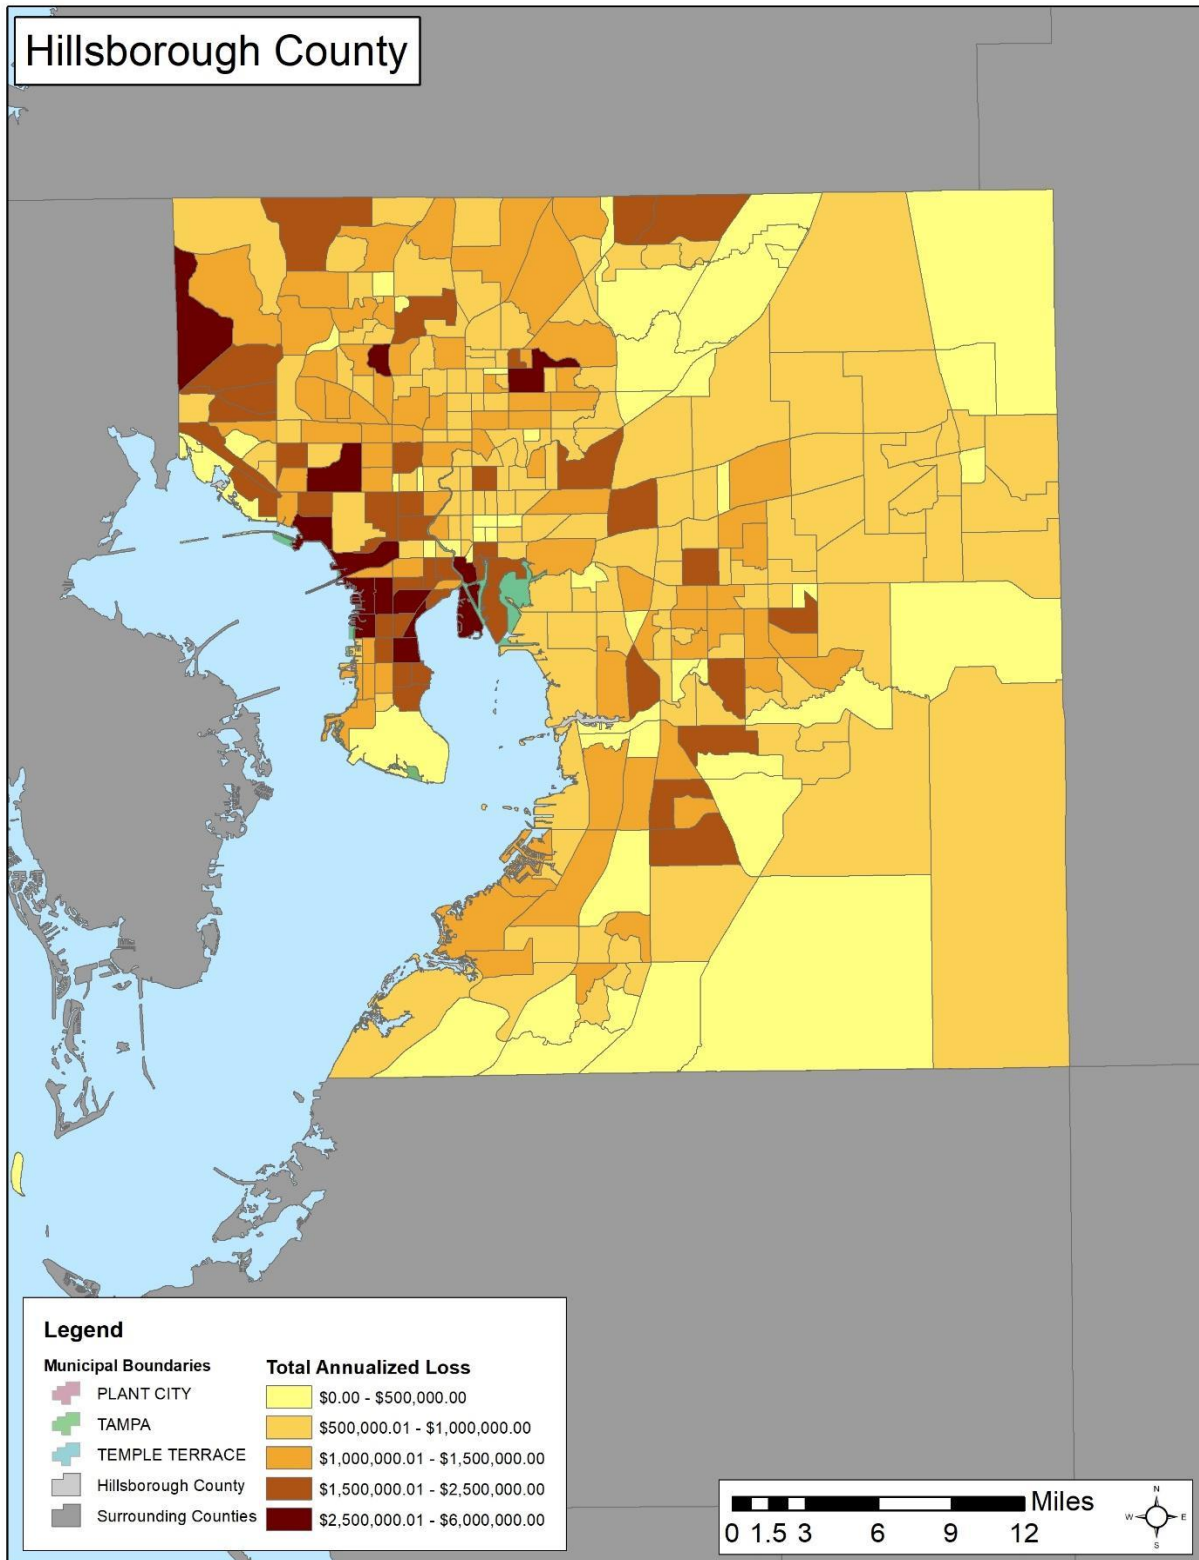 Hillsborough County
Legend
Municipal Boundaries
PLANT CITY
TAMPA
TEMPLE TERRACE
Hillsborough County
Surrounding Counties
Total Annualized Loss
$0.00 - $500,000.00
$500,000.01 - $1,000,000.00
$1,000,000.01 - $1,500,000.00
$1,500,000.01 - $2,500,000.00
$2,500,000.01 - $6,000,000.00
Miles
0 1.5 3 6 9 12
N
W E
S